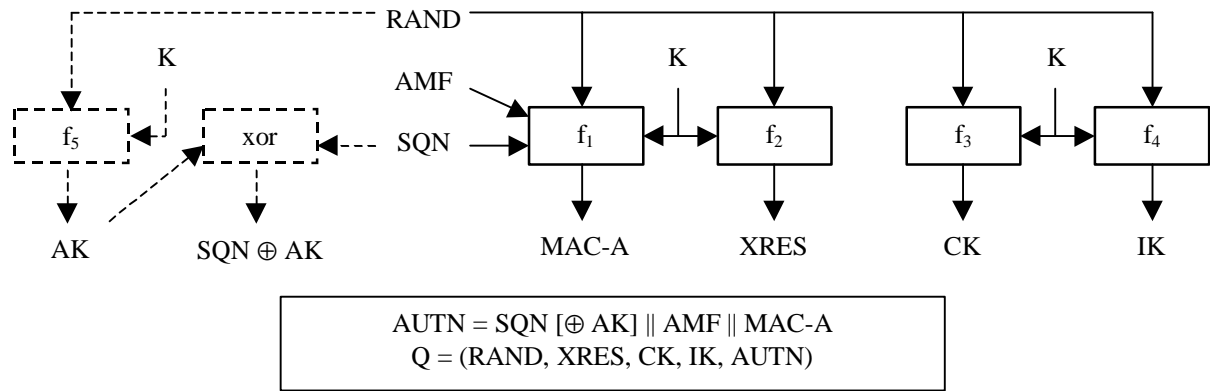 RAND
K
K
K
AMF
SQN
f₅
xor
f₁
f₂
f₃
f₄
AK
SQN ⊕ AK
MAC-A
XRES
CK
IK
AUTN = SQN [⊕ AK] || AMF || MAC-A
Q = (RAND, XRES, CK, IK, AUTN)